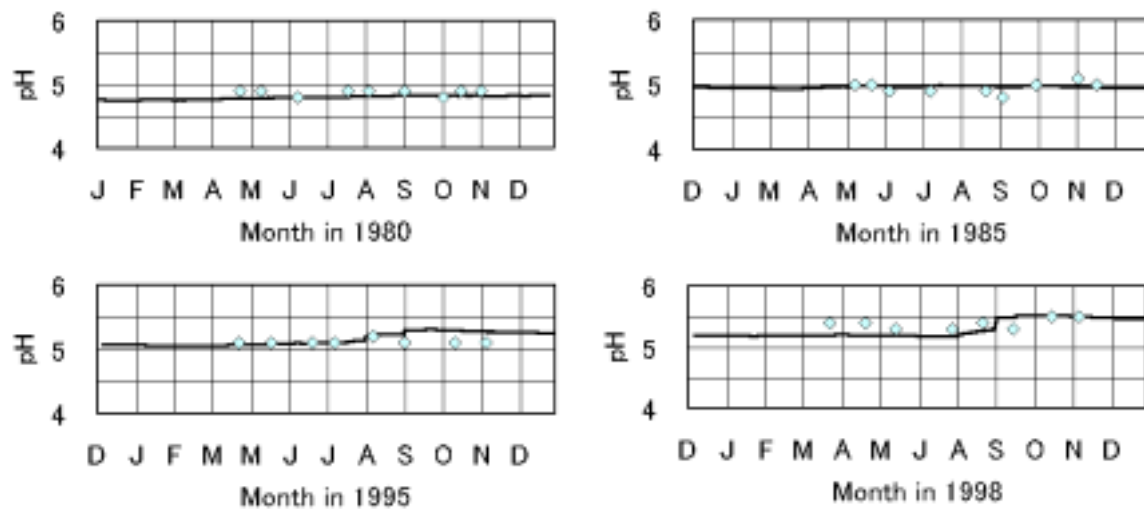 6
5
4
pH
J F M A M J J A S O N D
Month in 1980
6
5
4
pH
D J M A M J J A S O N D
Month in 1985
6
5
4
pH
D J F M M J J A S O N D
Month in 1995
6
5
4
pH
D J F M A M J A S O N D
Month in 1998